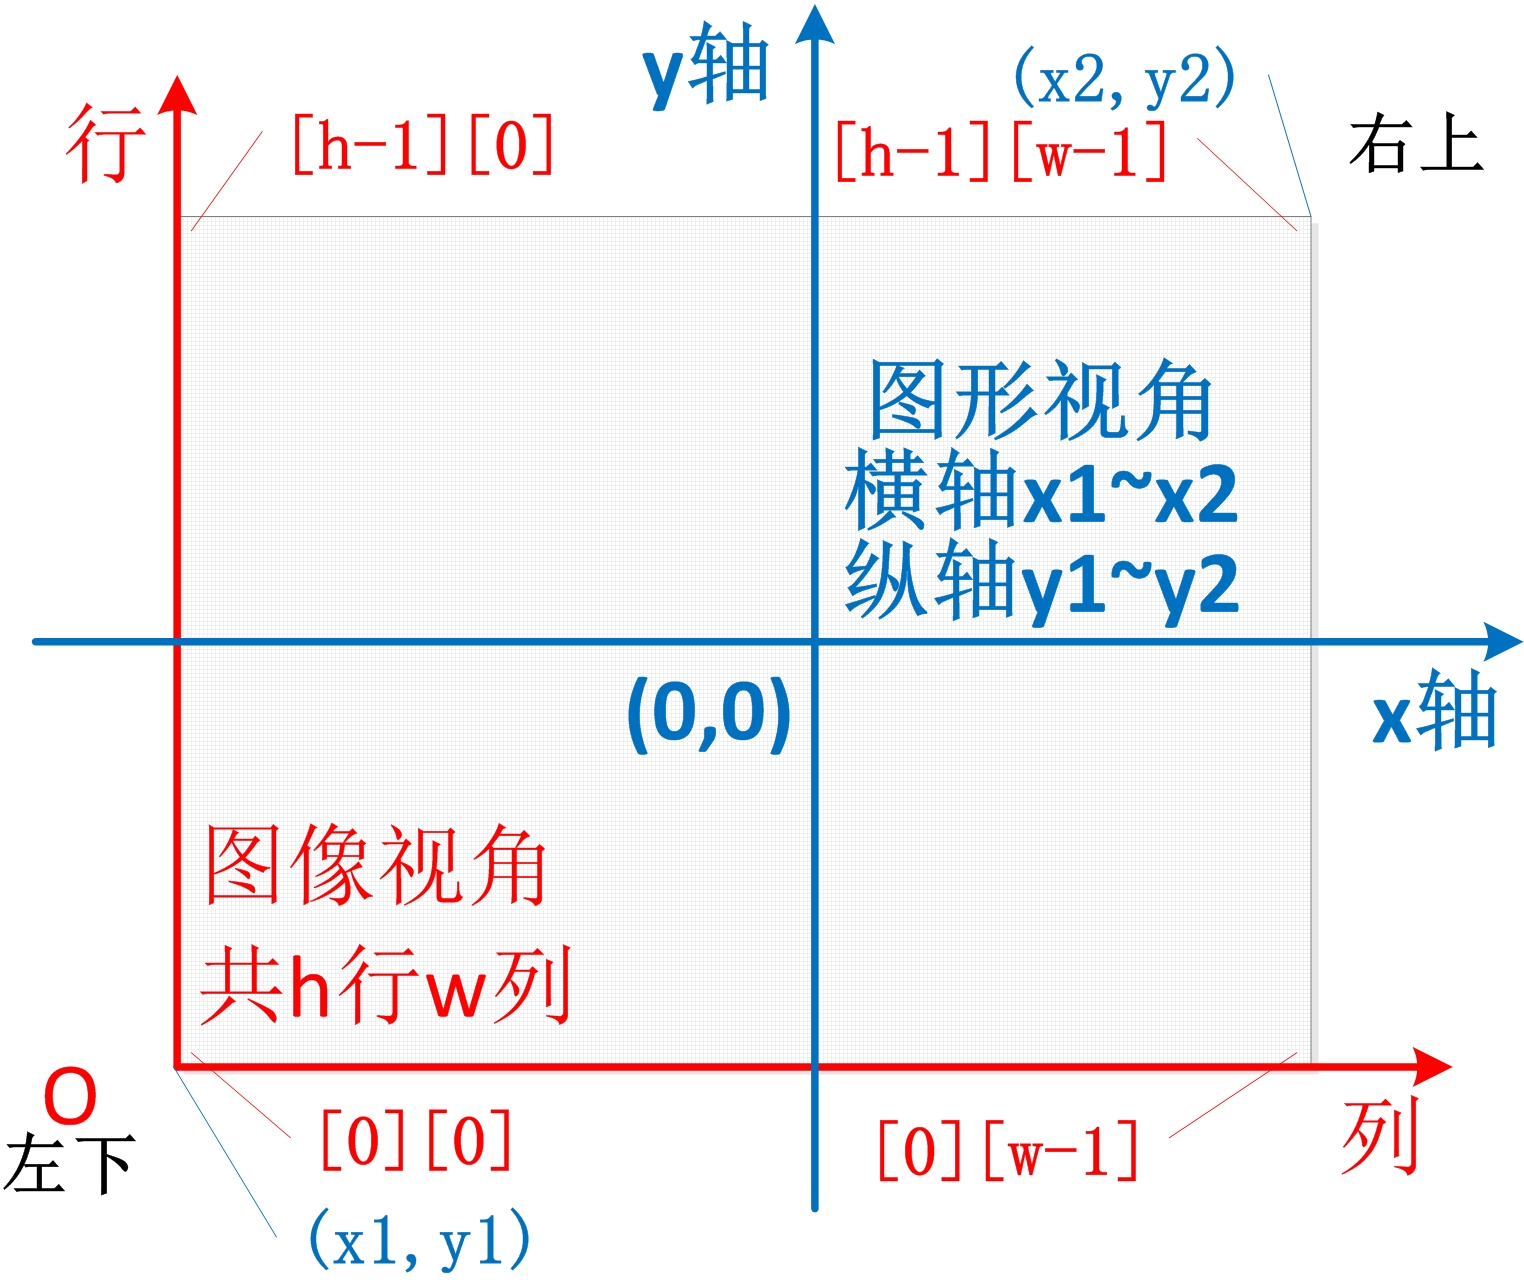 y轴
(x2,y2)
行
[h-1][0]
[h-1][w-1]
右上
图形视角
横轴x1~x2
纵轴y1~y2
(0,0)
x轴
图像视角
共h行w列
O
左下
[0][0]
[0][w-1]
列
(x1,y1)